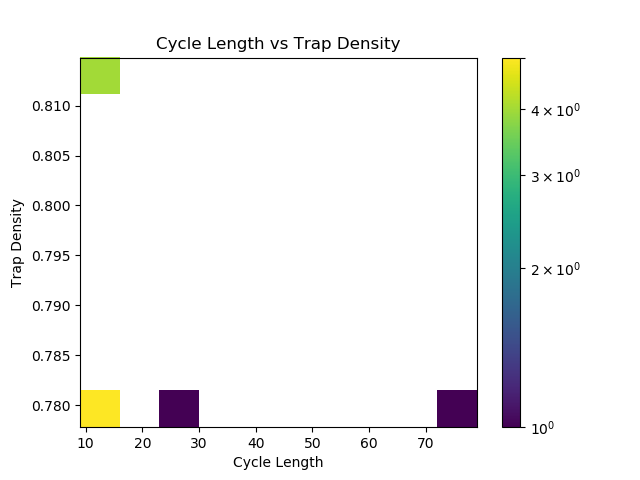 Cycle Length vs Trap Density
Trap Density
0.810
0.805
0.800
0.795
0.790
0.785
0.780
10 20 30 40 50 60 70
Cycle Length
4 × 10⁰
3 × 10⁰
2 × 10⁰
10⁰